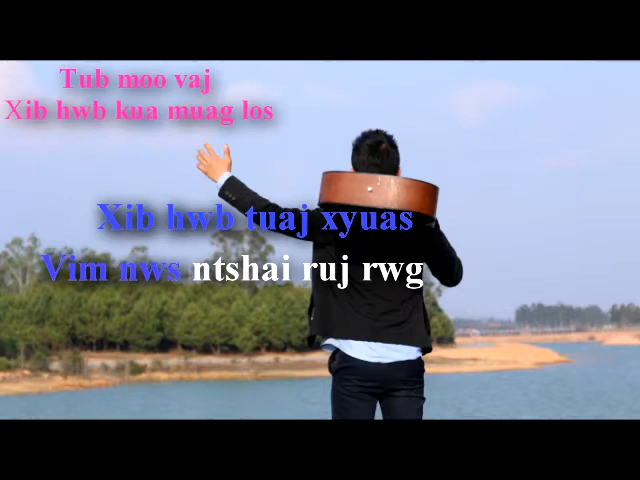 Tub moo vaj
Xib hwb kua muag los
Xib hwb tuaj xyuas
Vim nws ntshai ruj rwg